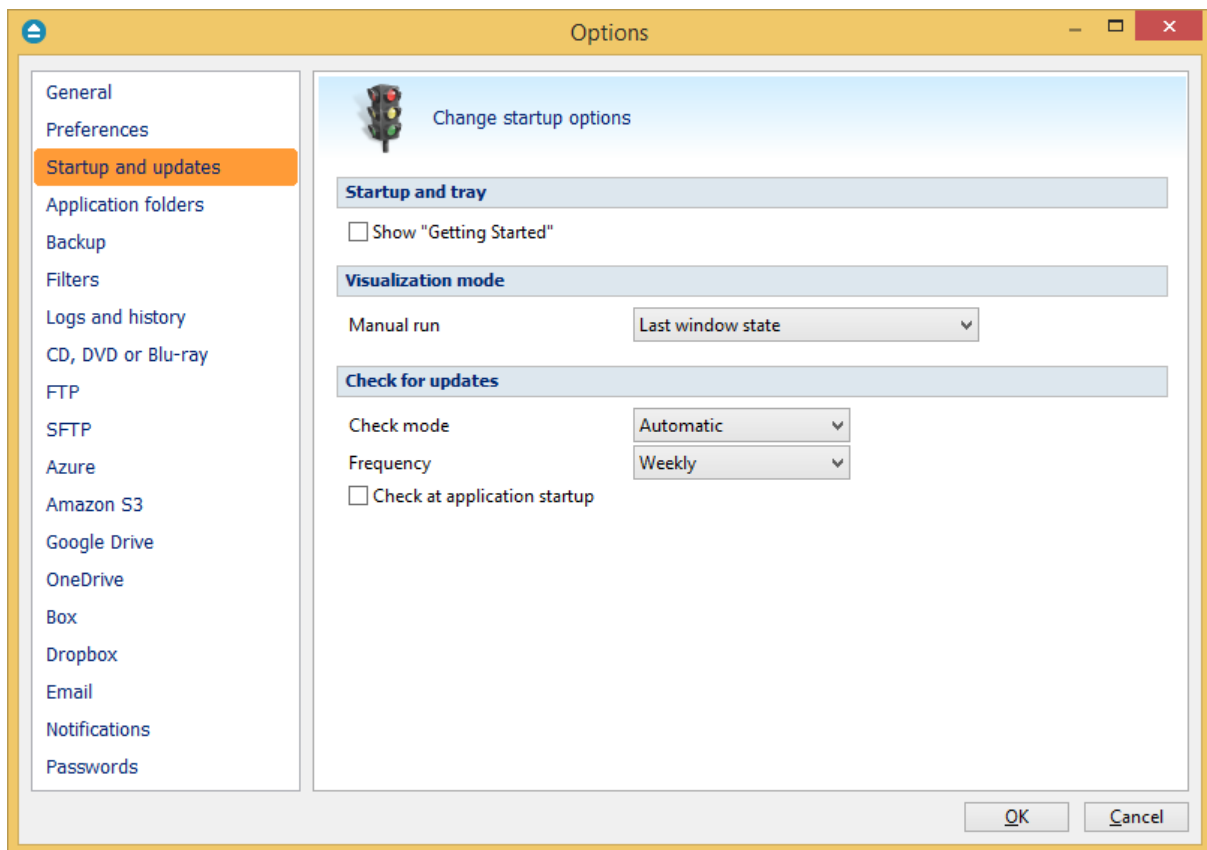 Options
General
Preferences
Startup and updates
Application folders
Backup
Filters
Logs and history
CD, DVD or Blu-ray
FTP
SFTP
Azure
Amazon S3
Google Drive
OneDrive
Box
Dropbox
Email
Notifications
Passwords
Change startup options
Startup and tray
Show "Getting Started"
Visualization mode
Manual run Last window state
Check for updates
Check mode Automatic
Frequency Weekly
Check at application startup
OK Cancel